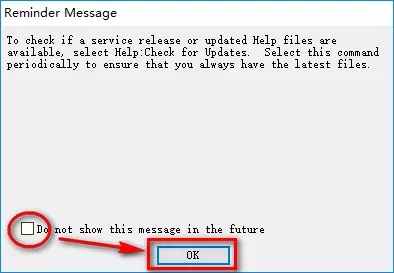 Reminder Message
To check if a service release or updated Help files are
available, select Help:Check for Updates.  Select this command
periodically to ensure that you always have the latest files.
Do not show this message in the future
OK